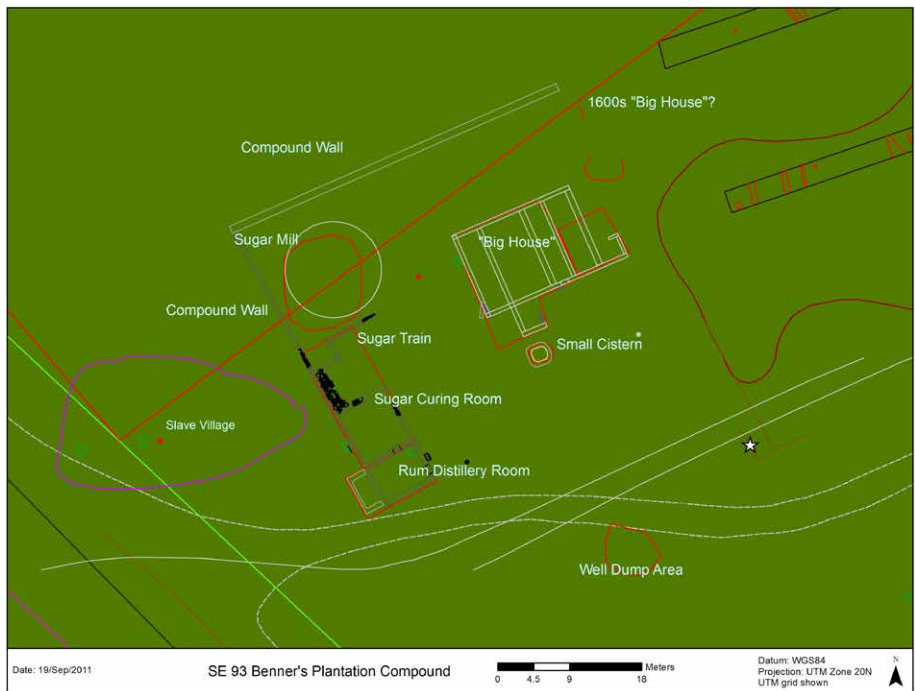 1600s "Big House"?
Compound Wall
Sugar Mill
"Big House"
Compound Wall
Sugar Train
Small Cistern
Sugar Curing Room
Slave Village
Rum Distillery Room
Well Dump Area
Date: 19/Sep/2011
SE 93 Benner's Plantation Compound
Meters
0 4.5 9 18
Datum: WGS84
Projection: UTM Zone 20N
UTM grid shown
N